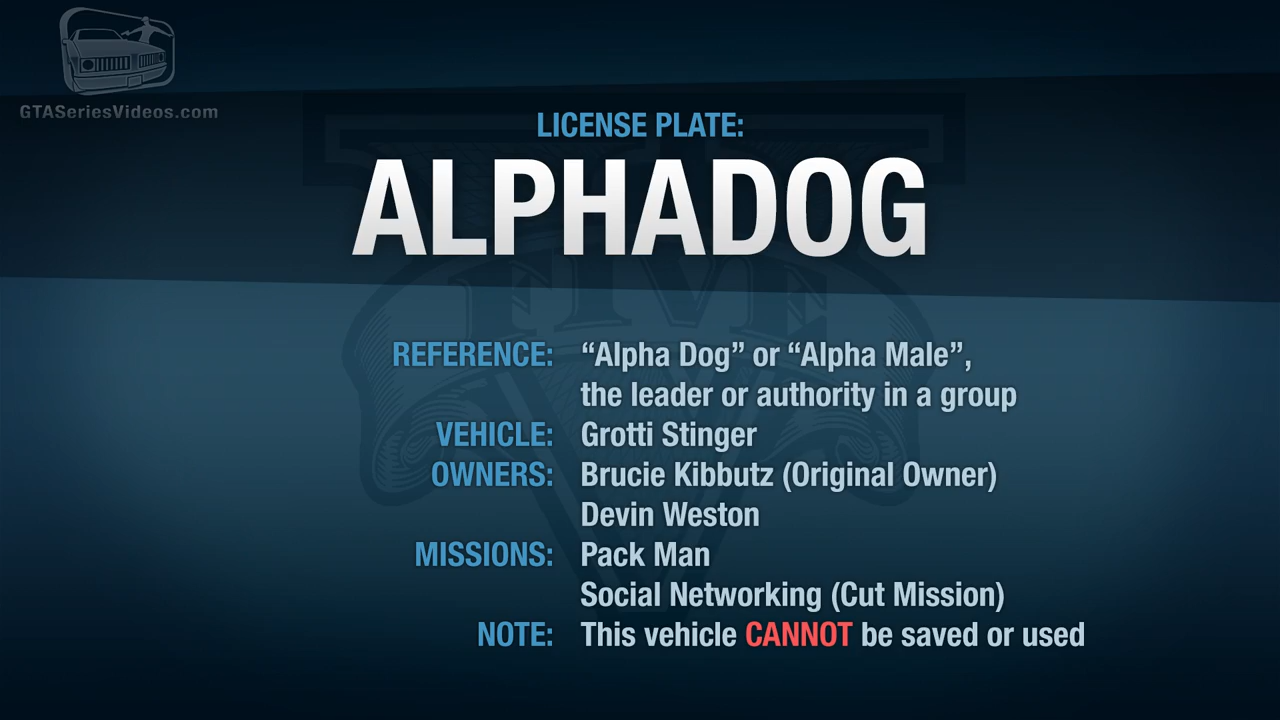 GTASeriesVideos.com
LICENSE PLATE:
ALPHADOG
FIVE
REFERENCE: “Alpha Dog” or “Alpha Male”,
the leader or authority in a group
VEHICLE: Grotti Stinger
OWNERS: Brucie Kibbutz (Original Owner)
Devin Weston
MISSIONS: Pack Man
Social Networking (Cut Mission)
NOTE: This vehicle CANNOT be saved or used